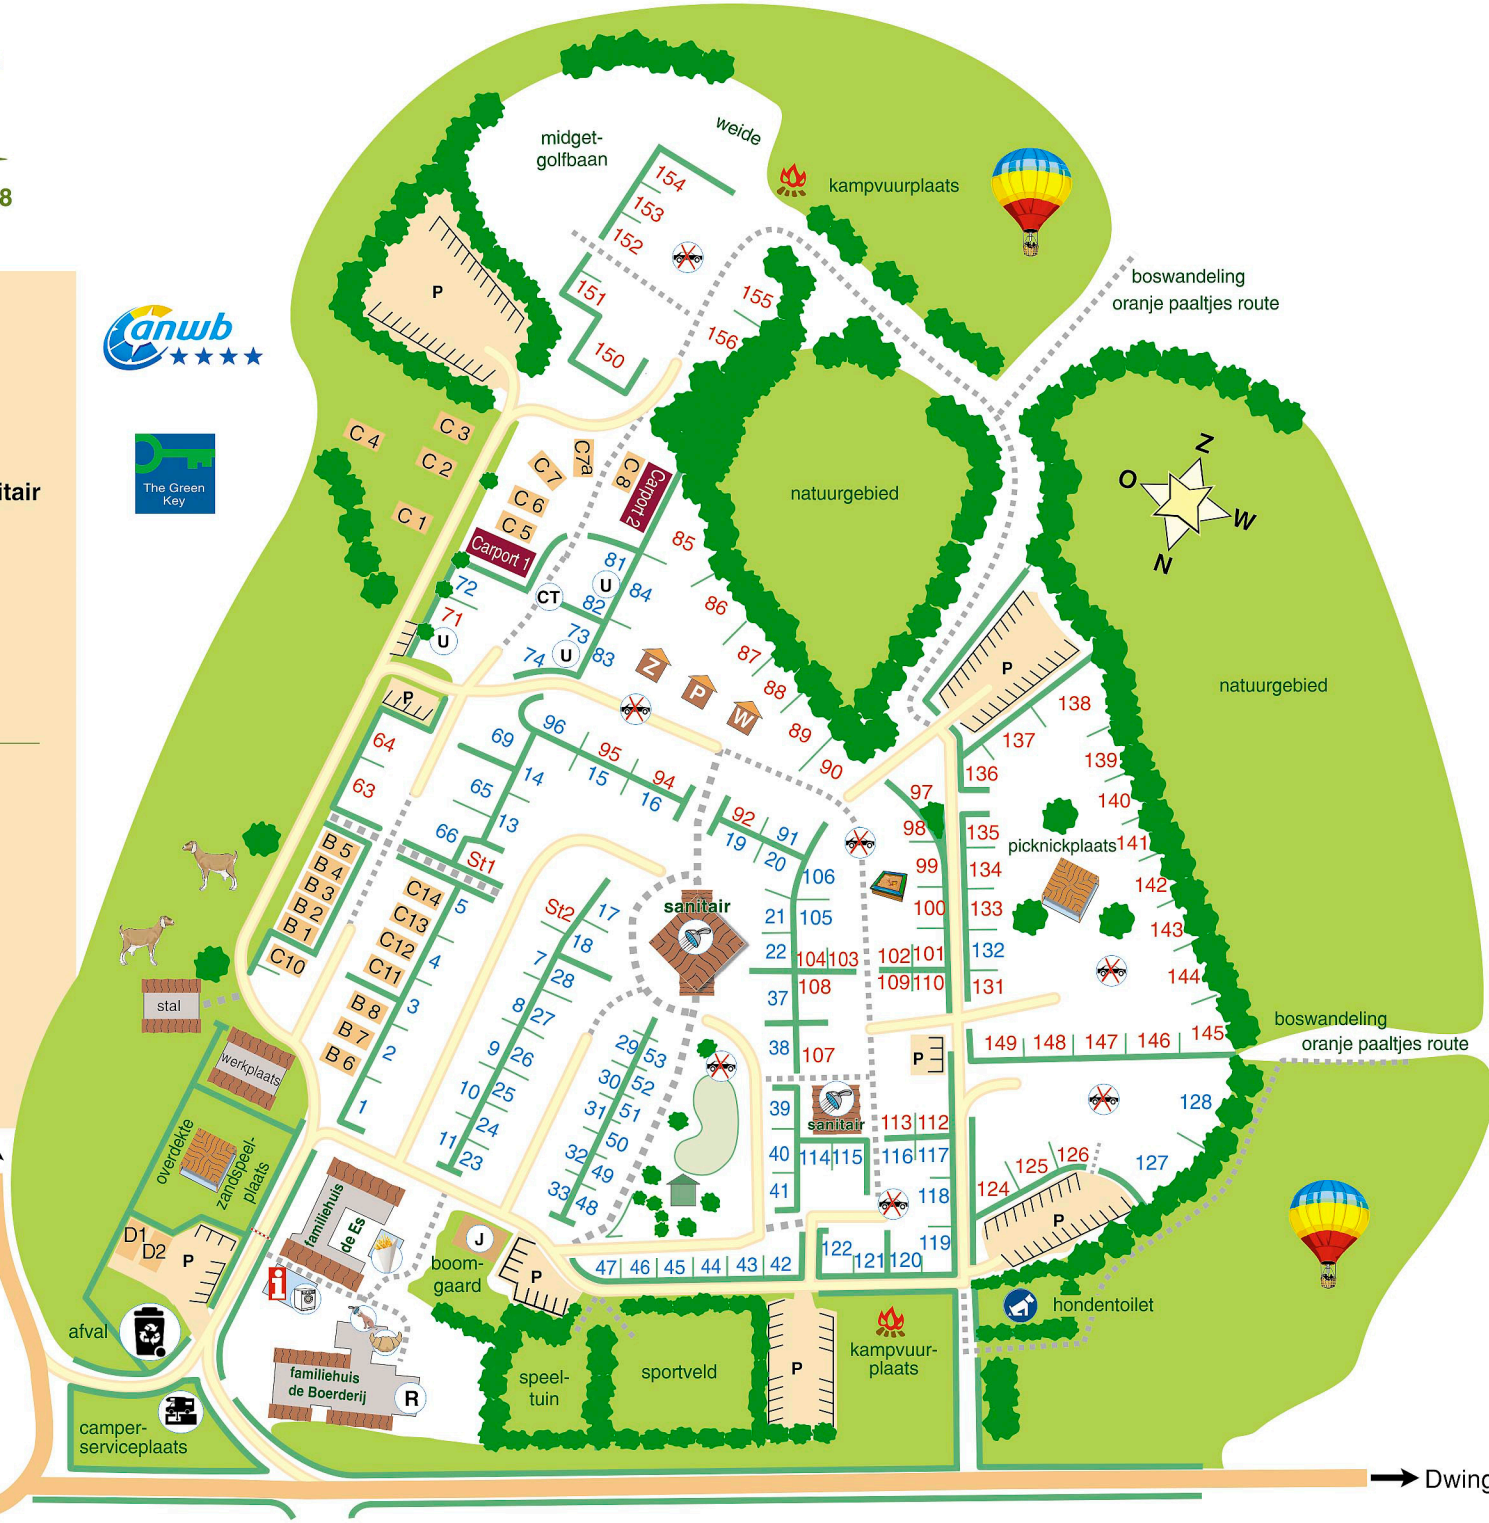 8
itair
anwb
The Green
Key
midget-
golfbaan
weide
kampvuurplaats
154
153
152
151
150
155
156
P
boswandeling
oranje paaltjes route
natuurgebied
Z
O
W
N
C 4
C 3
C 2
C 1
C 7
C7a
C 8
C 6
C 5
Carport 2
Carport 1
72
71
U
CT
81
U
82
84
73
74
U
83
85
86
87
88
89
90
Z
P
W
P
P
natuurgebied
138
137
136
139
140
141
142
143
144
145
64
63
69
96
95
94
14
15
16
65
13
66
St1
92
91
19
20
106
97
98
99
100
135
134
133
132
131
picknickplaats
B 5
B 4
B 3
B 2
B 1
C10
C14
C13
C12
C11
B 8
B 7
B 6
5
4
3
2
1
St2
17
18
7
28
8
27
9
26
10
25
24
11
23
sanitair
21
105
22
104
103
102
101
37
108
109
110
38
107
149
148
147
146
boswandeling
oranje paaltjes route
stal
werkplaats
overdekte
zandspeel-
plaats
29
53
30
52
31
51
50
32
49
33
48
P
39
sanitair
40
114
115
41
113
112
116
117
118
119
122
121
120
128
127
126
125
124
P
familiehuis
de Es
D1
D2
P
J
boom-
gaard
P
47
46
45
44
43
42
i
afval
familiehuis
de Boerderij
R
speel-
tuin
sportveld
P
kampvuur-
plaats
hondentoilet
camper-
serviceplaats
Dwing